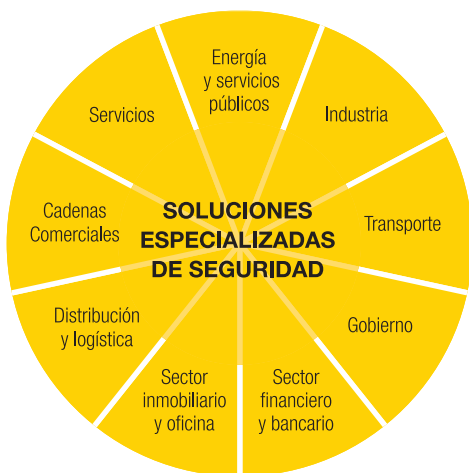 Energía
y servicios
públicos
Industria
Transporte
Gobierno
Sector
financiero
y bancario
Sector
inmobiliario
y oficina
Distribución
y logística
Cadenas
Comerciales
Servicios
SOLUCIONES
ESPECIALIZADAS
DE SEGURIDAD